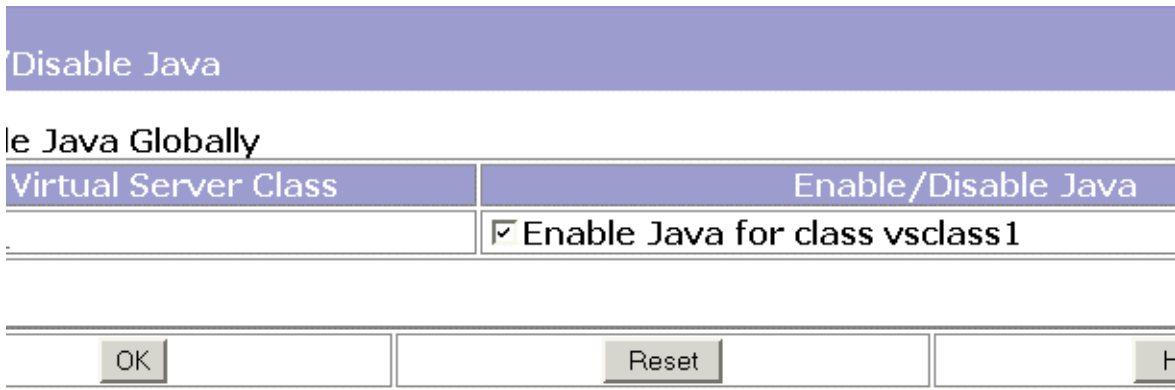 /Disable Java
le Java Globally
Virtual Server Class Enable/Disable Java
Enable Java for class vsclass1
OK Reset H